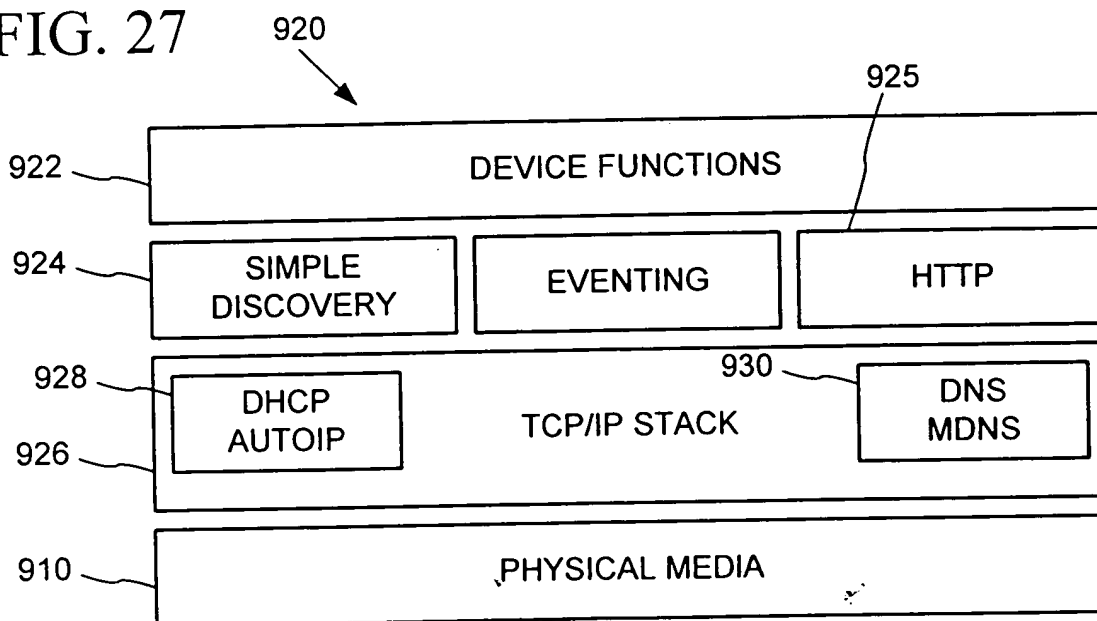 FIG. 27
920
925
922
DEVICE FUNCTIONS
924
SIMPLE
DISCOVERY
EVENTING
HTTP
928
DHCP
AUTOIP
926
TCP/IP STACK
930
DNS
MDNS
910
PHYSICAL MEDIA